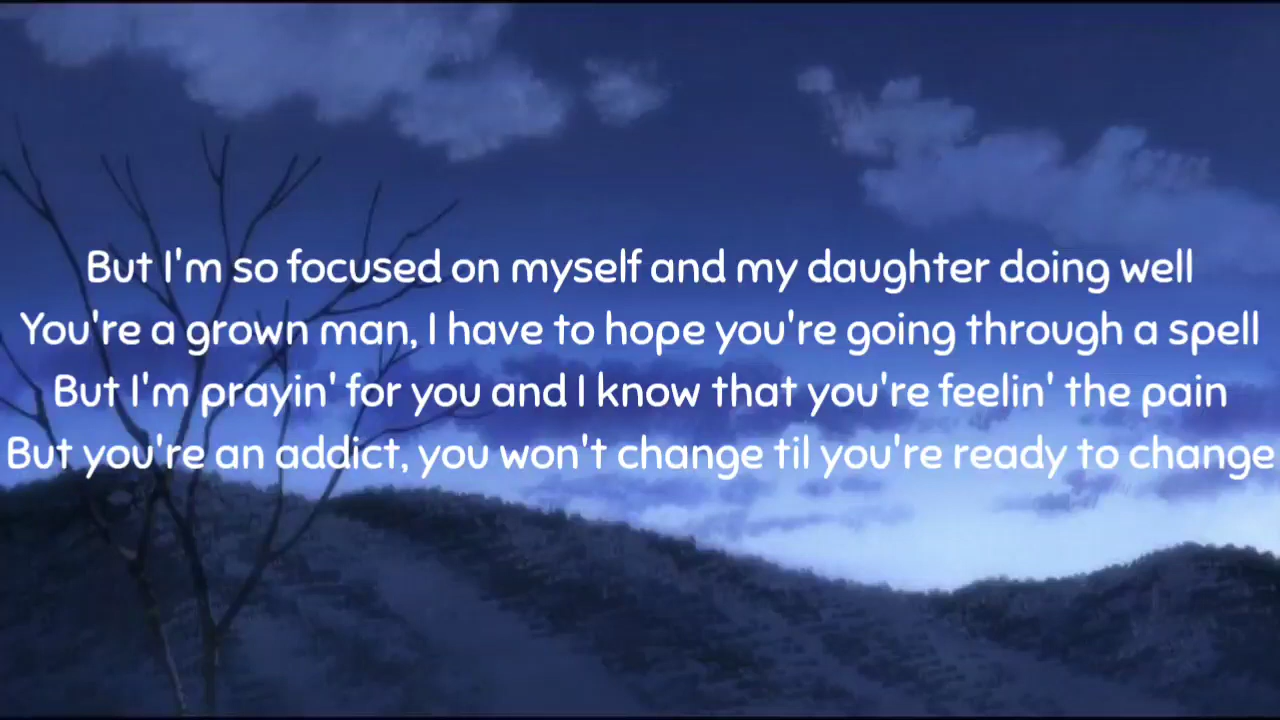 But I'm so focused on myself and my daughter doing well
You're a grown man, I have to hope you're going through a spell
But I'm prayin' for you and I know that you're feelin' the pain
But you're an addict, you won't change til you're ready to change